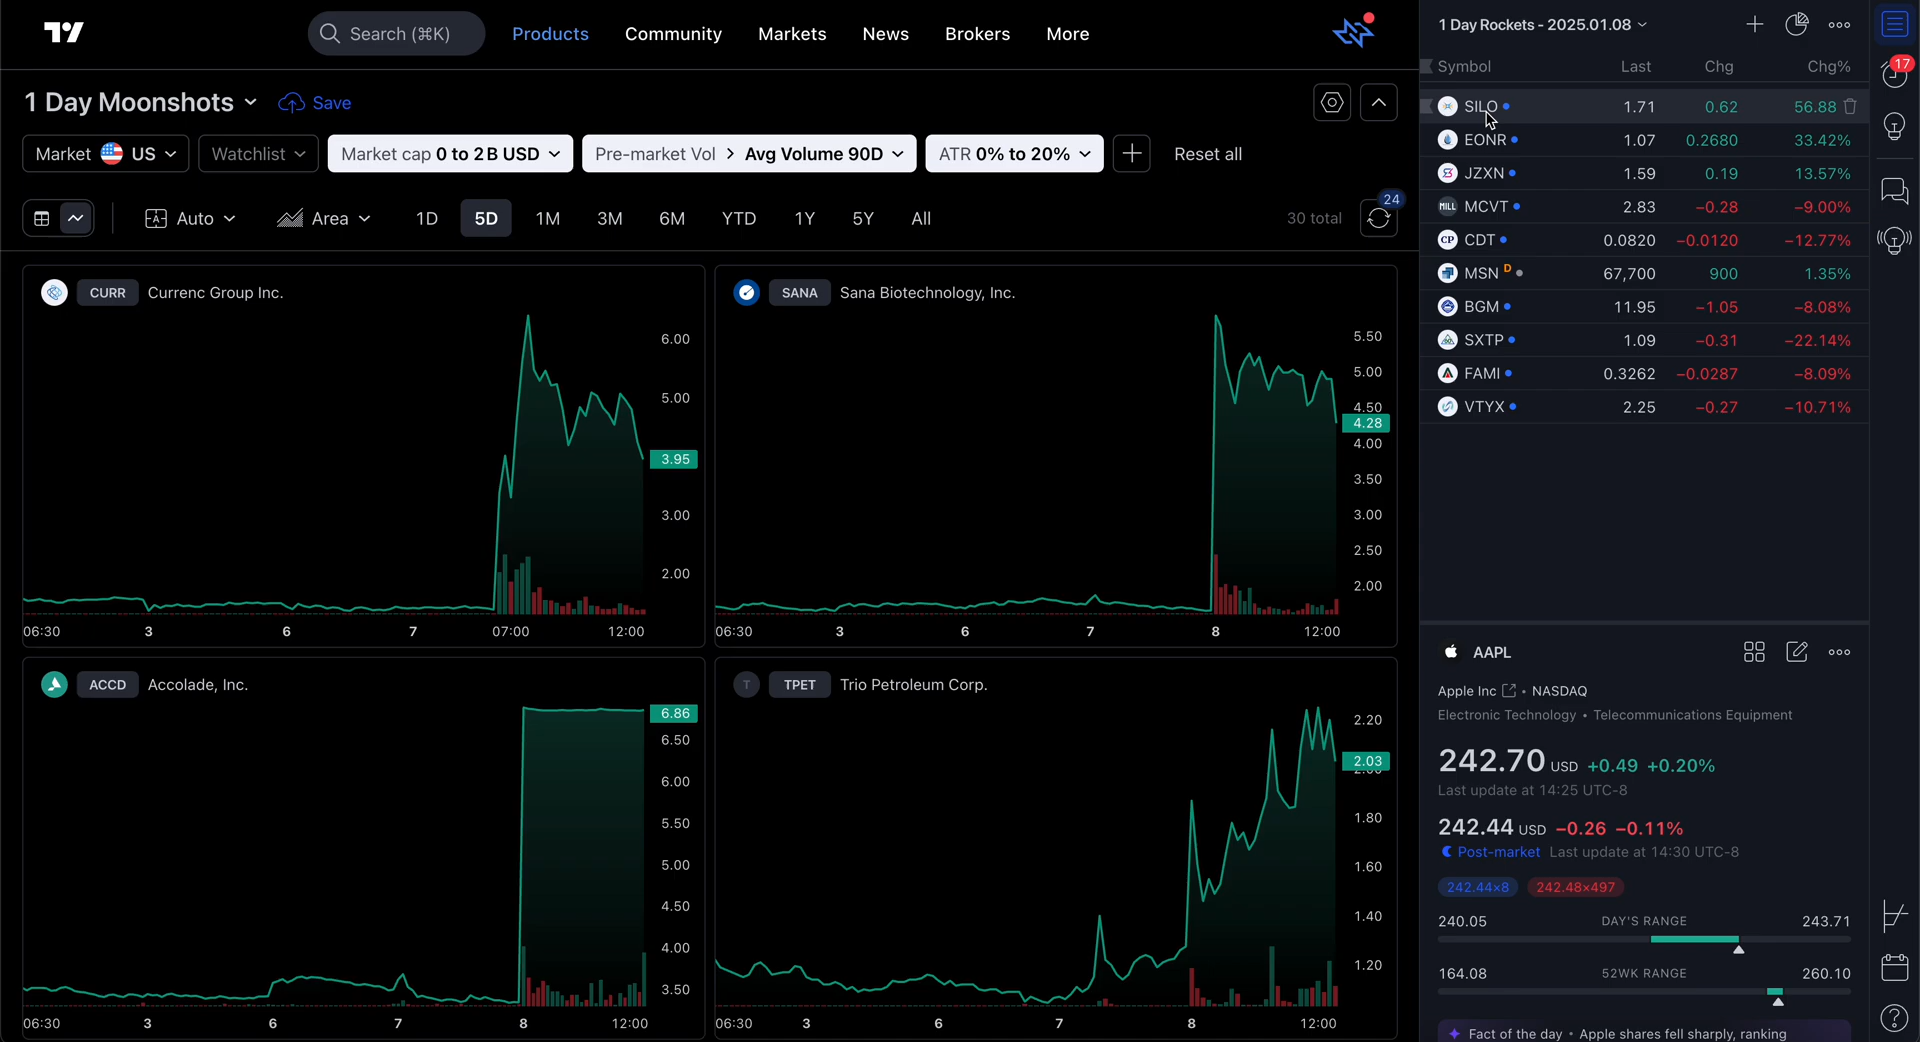 Search (⌘K)
Products
Community
Markets
News
Brokers
More
1 Day Moonshots
Save
Market US
Watchlist
Market cap 0 to 2B USD
Pre-market Vol > Avg Volume 90D
ATR 0% to 20%
Reset all
Auto
Area
1D
5D
1M
3M
6M
YTD
1Y
5Y
All
30 total
24
CURR Currenc Group Inc.
6.00
5.00
3.95
3.00
2.00
06:30 3 6 7 07:00 12:00
SANA Sana Biotechnology, Inc.
5.50
5.00
4.50
4.28
4.00
3.50
3.00
2.50
2.00
06:30 3 6 7 8 12:00
ACCD Accolade, Inc.
6.86
6.50
6.00
5.50
5.00
4.50
4.00
3.50
06:30 3 6 7 8 12:00
T TPET Trio Petroleum Corp.
2.20
2.03
1.80
1.60
1.40
1.20
06:30 3 6 7 8 12:00
1 Day Rockets - 2025.01.08
Symbol Last Chg Chg%
SILO 1.71 0.62 56.88
EONR 1.07 0.2680 33.42%
JZXN 1.59 0.19 13.57%
MILL MCVT 2.83 −0.28 −9.00%
CP CDT 0.0820 −0.0120 −12.77%
MSN D 67,700 900 1.35%
BGM 11.95 −1.05 −8.08%
SXTP 1.09 −0.31 −22.14%
FAMI 0.3262 −0.0287 −8.09%
VTYX 2.25 −0.27 −10.71%
17
AAPL
Apple Inc • NASDAQ
Electronic Technology • Telecommunications Equipment
242.70 USD +0.49 +0.20%
Last update at 14:25 UTC-8
242.44 USD −0.26 −0.11%
Post-market Last update at 14:30 UTC-8
242.44×8 242.48×497
240.05 DAY'S RANGE 243.71
164.08 52WK RANGE 260.10
Fact of the day • Apple shares fell sharply, ranking